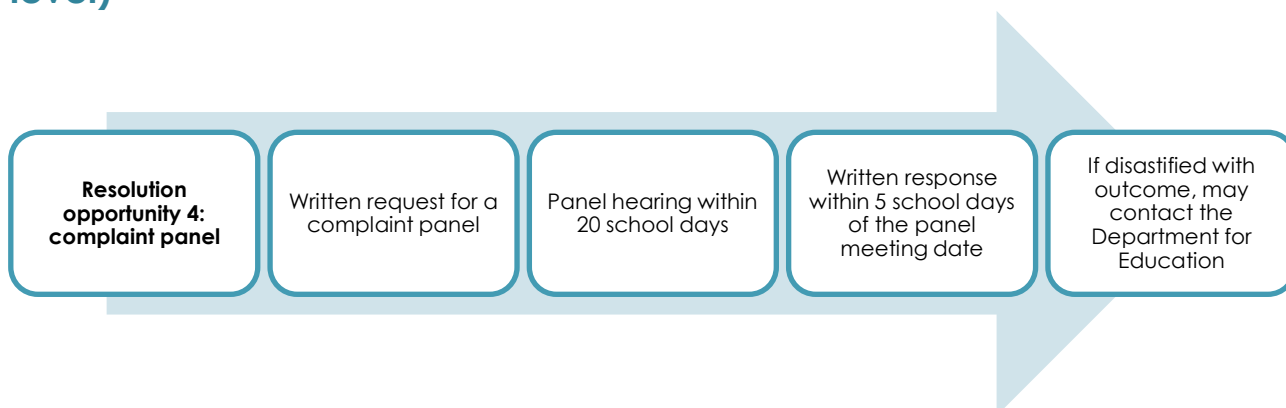 level)
Resolution
opportunity 4:
complaint panel
Written request for a
complaint panel
Panel hearing within
20 school days
Written response
within 5 school days
of the panel
meeting date
If disastified with
outcome, may
contact the
Department for
Education